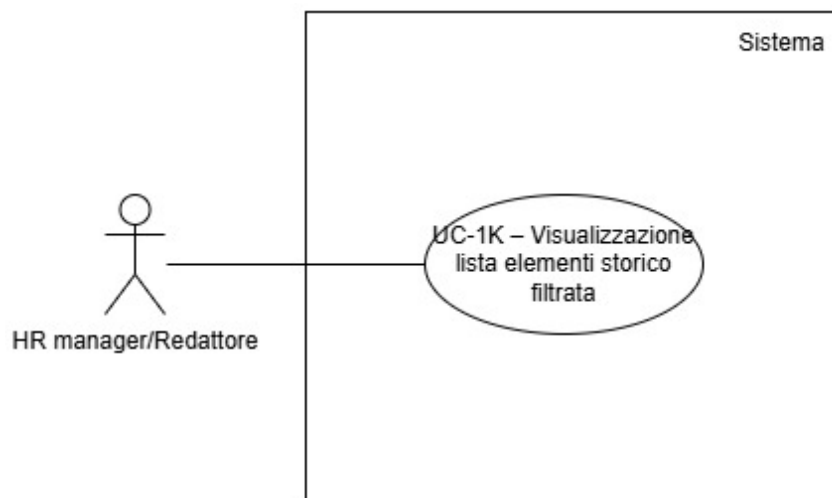 Sistema
UC-1K – Visualizzazione
lista elementi storico
filtrata
HR manager/Redattore